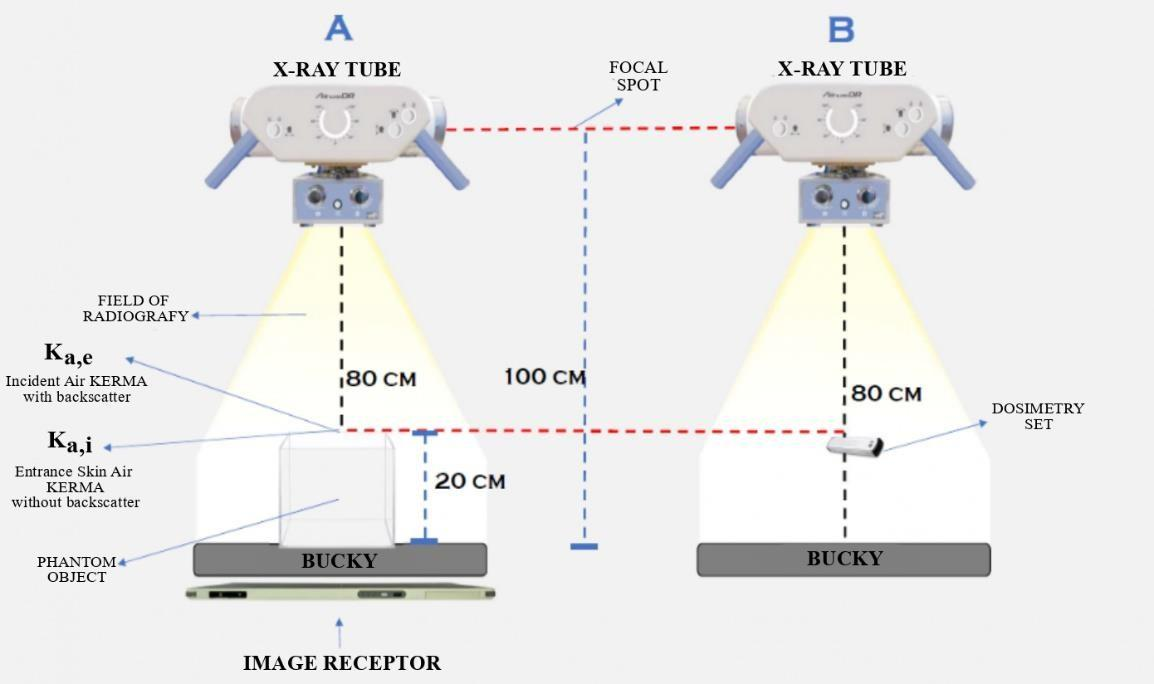 A
B
X-RAY TUBE
X-RAY TUBE
FOCAL
SPOT
FIELD OF
RADIOGRAFY
Ka,e
Incident Air KERMA
with backscatter
80 CM
100 CM
80 CM
DOSIMETRY
SET
Ka,i
Entrance Skin Air
KERMA
without backscatter
20 CM
PHANTOM
OBJECT
BUCKY
BUCKY
IMAGE RECEPTOR